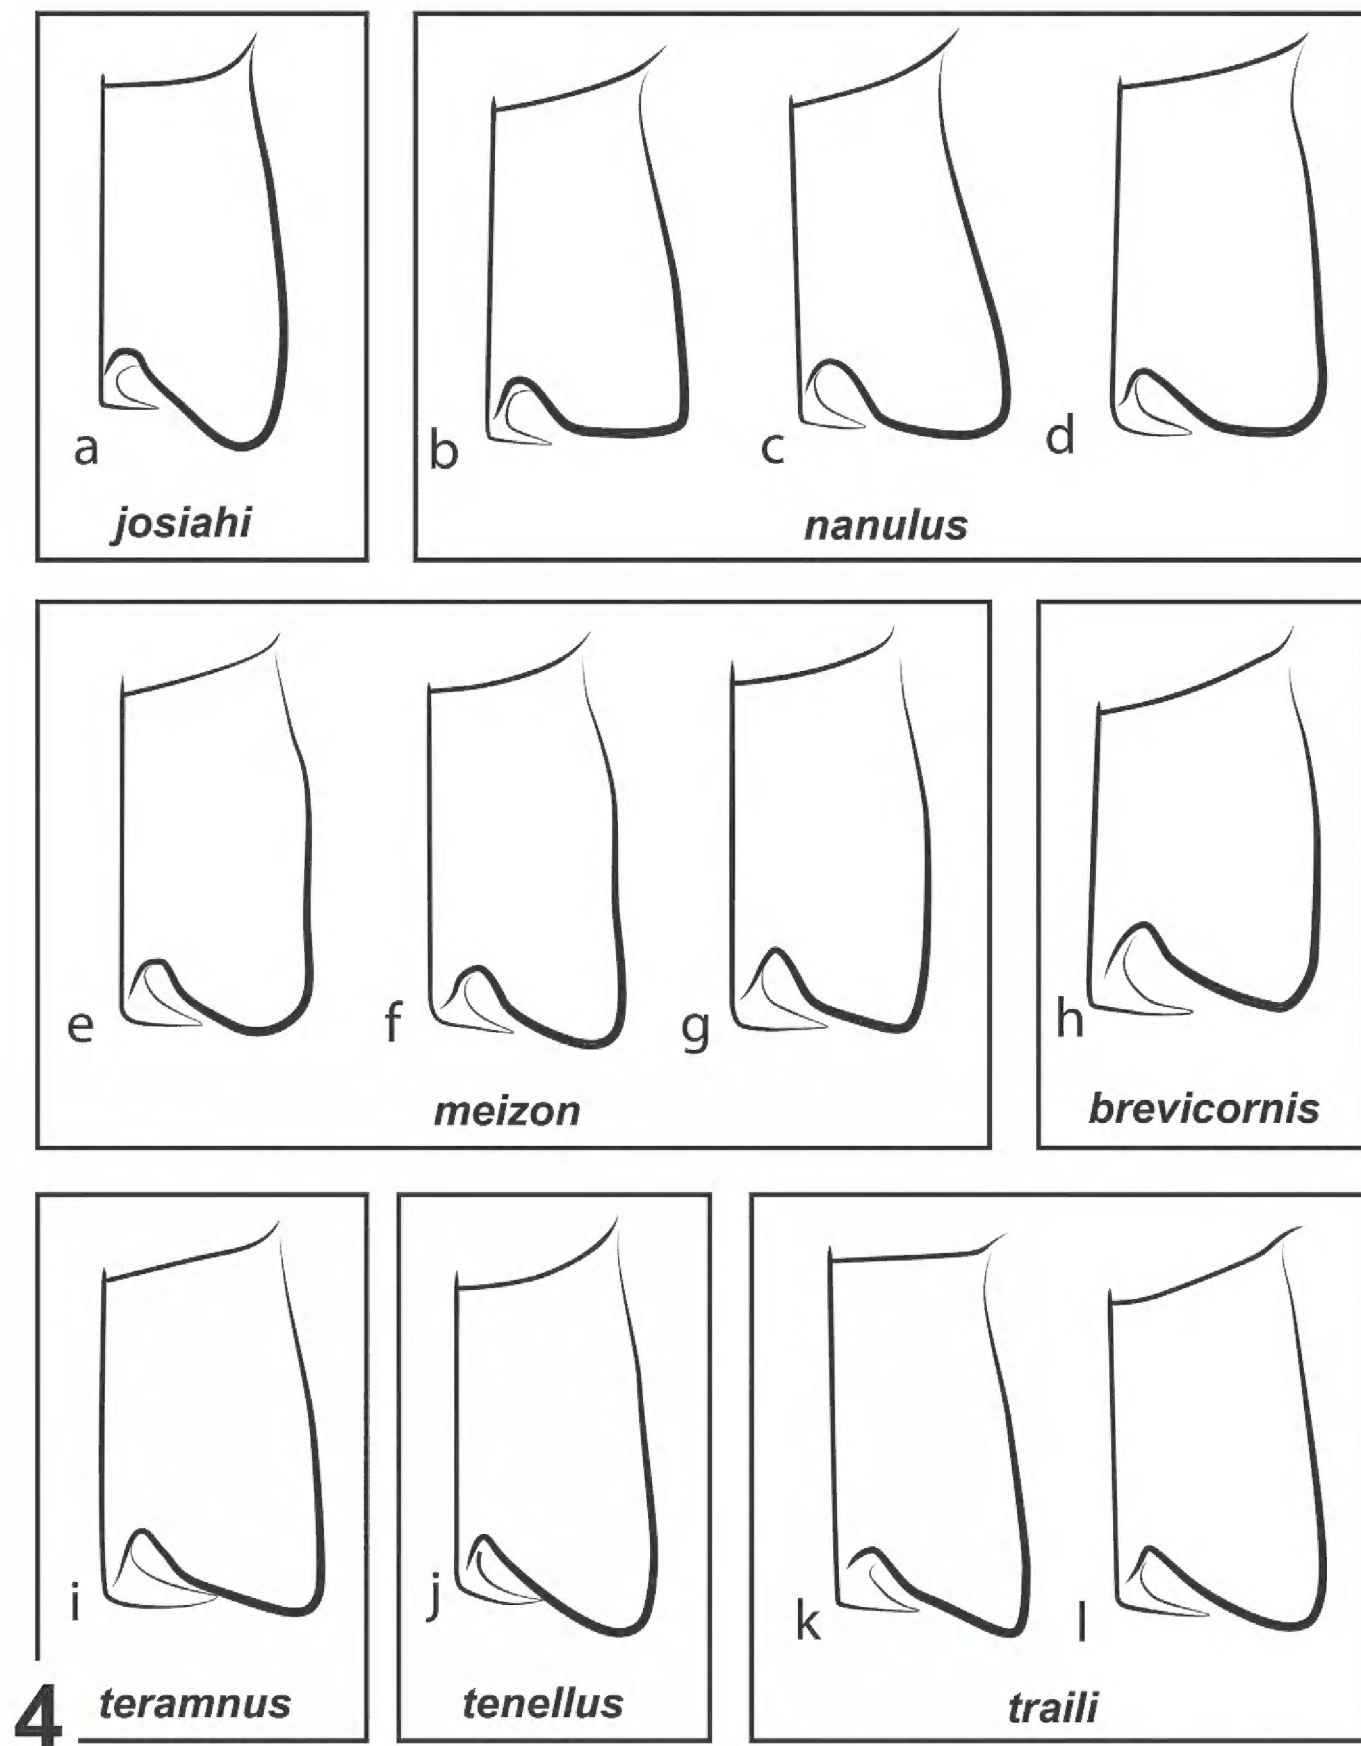 a
b
c
d
josiahi
nanulus
e
f
g
h
meizon
brevicornis
i
j
k
l
4
teramnus
tenellus
traili